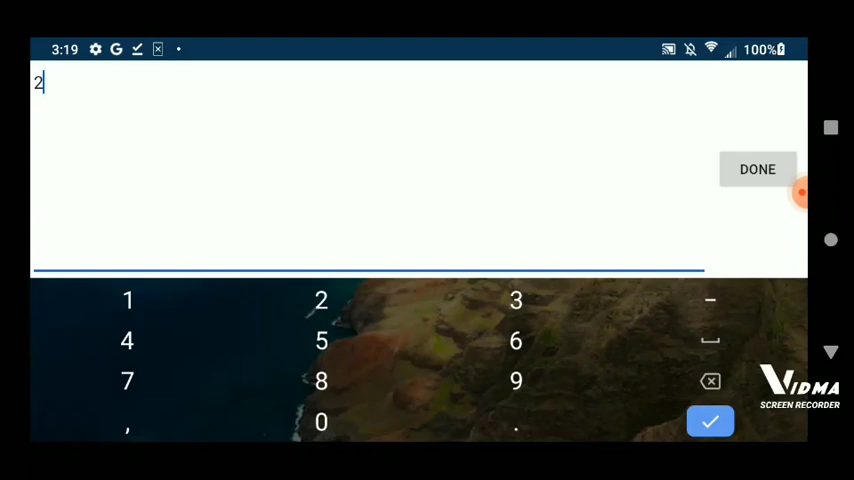 3:19 G 100%
2
DONE
1 2 3 -
4 5 6
7 8 9
, 0 .
VIDMA
SCREEN RECORDER